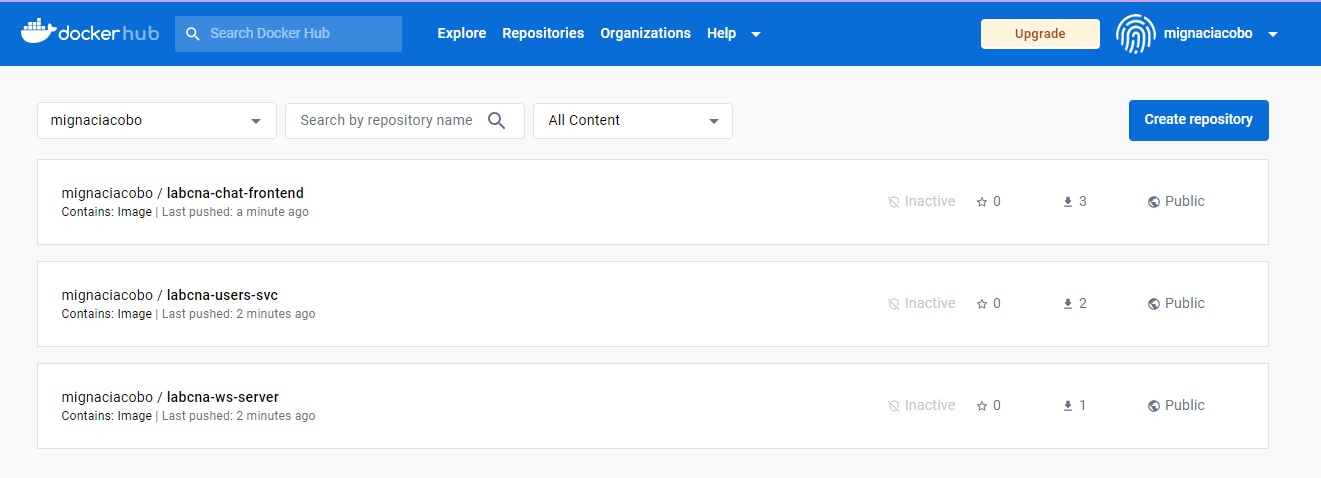 dockerhub Search Docker Hub Explore Repositories Organizations Help Upgrade mignaciacobo
mignaciacobo Search by repository name All Content Create repository
mignaciacobo / labcna-chat-frontend
Contains: Image | Last pushed: a minute ago
Inactive 0 3 Public
mignaciacobo / labcna-users-svc
Contains: Image | Last pushed: 2 minutes ago
Inactive 0 2 Public
mignaciacobo / labcna-ws-server
Contains: Image | Last pushed: 2 minutes ago
Inactive 0 1 Public